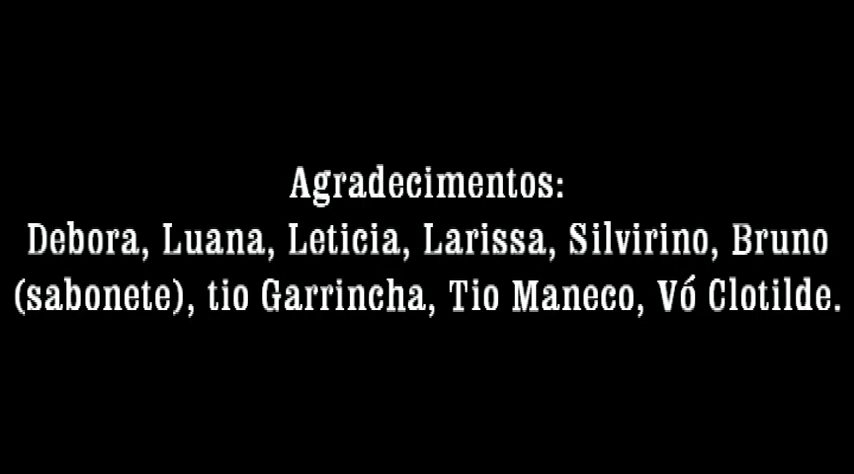 Agradecimentos:
Debora, Luana, Leticia, Larissa, Silvirino, Bruno
(sabonete), tio Garrincha, Tio Maneco, Vó Clotilde.